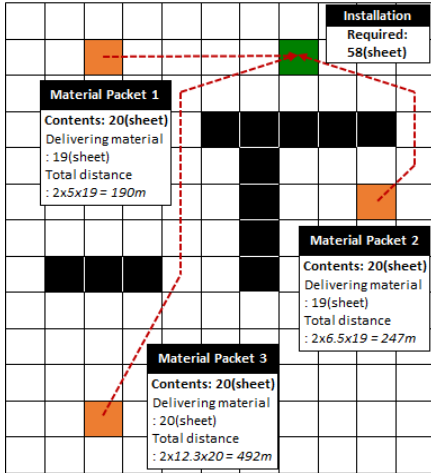 Installation
Required:
58(sheet)
Material Packet 1
Contents: 20(sheet)
Delivering material
: 19(sheet)
Total distance
: 2x5x19 = 190m
Material Packet 2
Contents: 20(sheet)
Delivering material
: 19(sheet)
Total distance
: 2x6.5x19 = 247m
Material Packet 3
Contents: 20(sheet)
Delivering material
: 20(sheet)
Total distance
: 2x12.3x20 = 492m